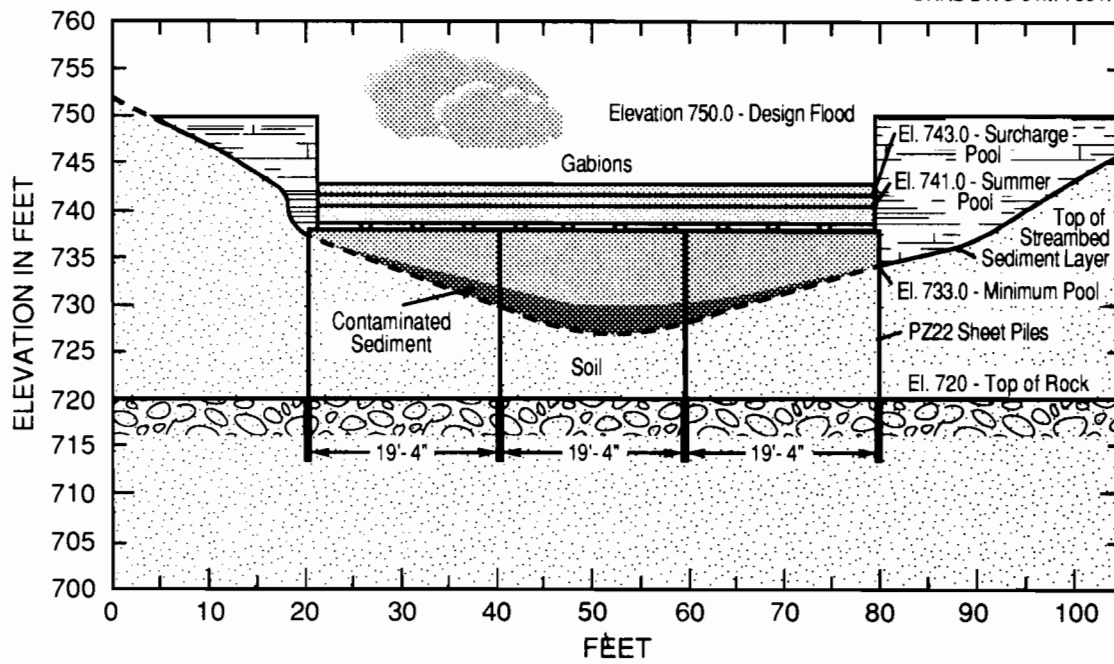 760
755
750
745
740
735
730
725
720
715
710
705
700
ELEVATION IN FEET
Elevation 750.0 - Design Flood
Gabions
El. 743.0 - Surcharge
Pool
El. 741.0 - Summer
Pool
Top of
Streambed
Sediment Layer
El. 733.0 - Minimum Pool
Contaminated
Sediment
PZ22 Sheet Piles
Soil
El. 720 - Top of Rock
19'- 4"
19'- 4"
19'- 4"
0
10
20
30
40
50
60
70
80
90
100
FEET